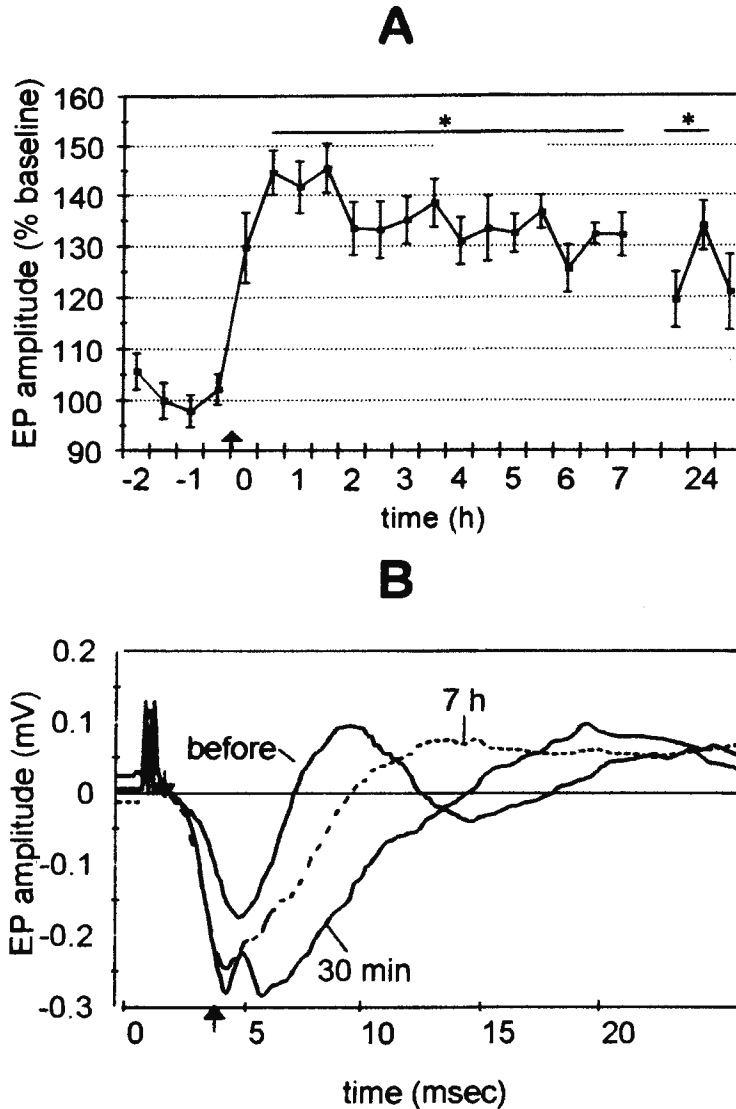 A
EP amplitude (% baseline)
160
150
140
130
120
110
100
90
* *
-2 -1 0 1 2 3 4 5 6 7 24
time (h)
B
EP amplitude (mV)
0.2
0.1
0
-0.1
-0.2
-0.3
before
7 h
30 min
0 5 10 15 20
time (msec)